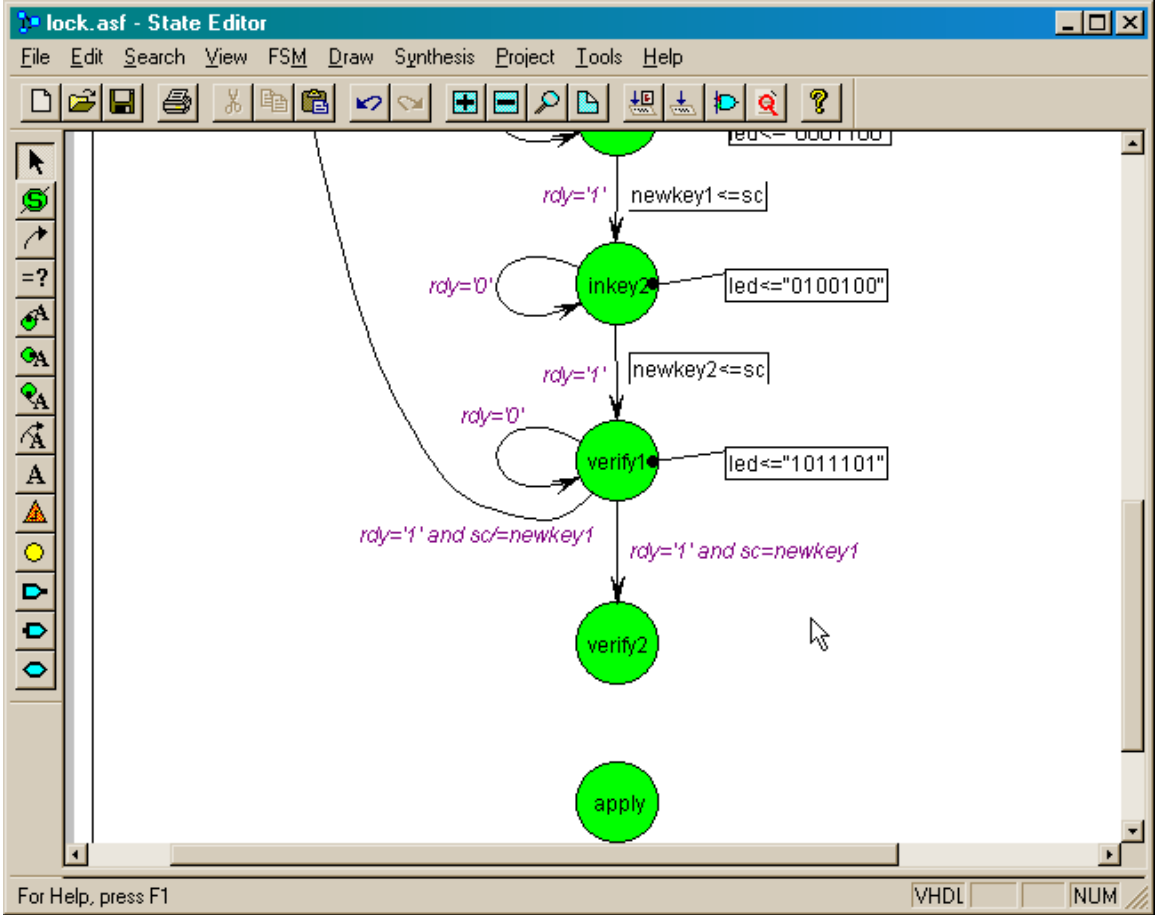 lock.asf - State Editor
File Edit Search View FSM Draw Synthesis Project Tools Help
led<="0001100"
rdy='1' newkey1<=sc
rdy='0' inkey2 led<="0100100"
rdy='1' newkey2<=sc
rdy='0'
verify1 led<="1011101"
rdy='1' and sc/=newkey1
rdy='1' and sc=newkey1
verify2
apply
For Help, press F1 VHDL NUM